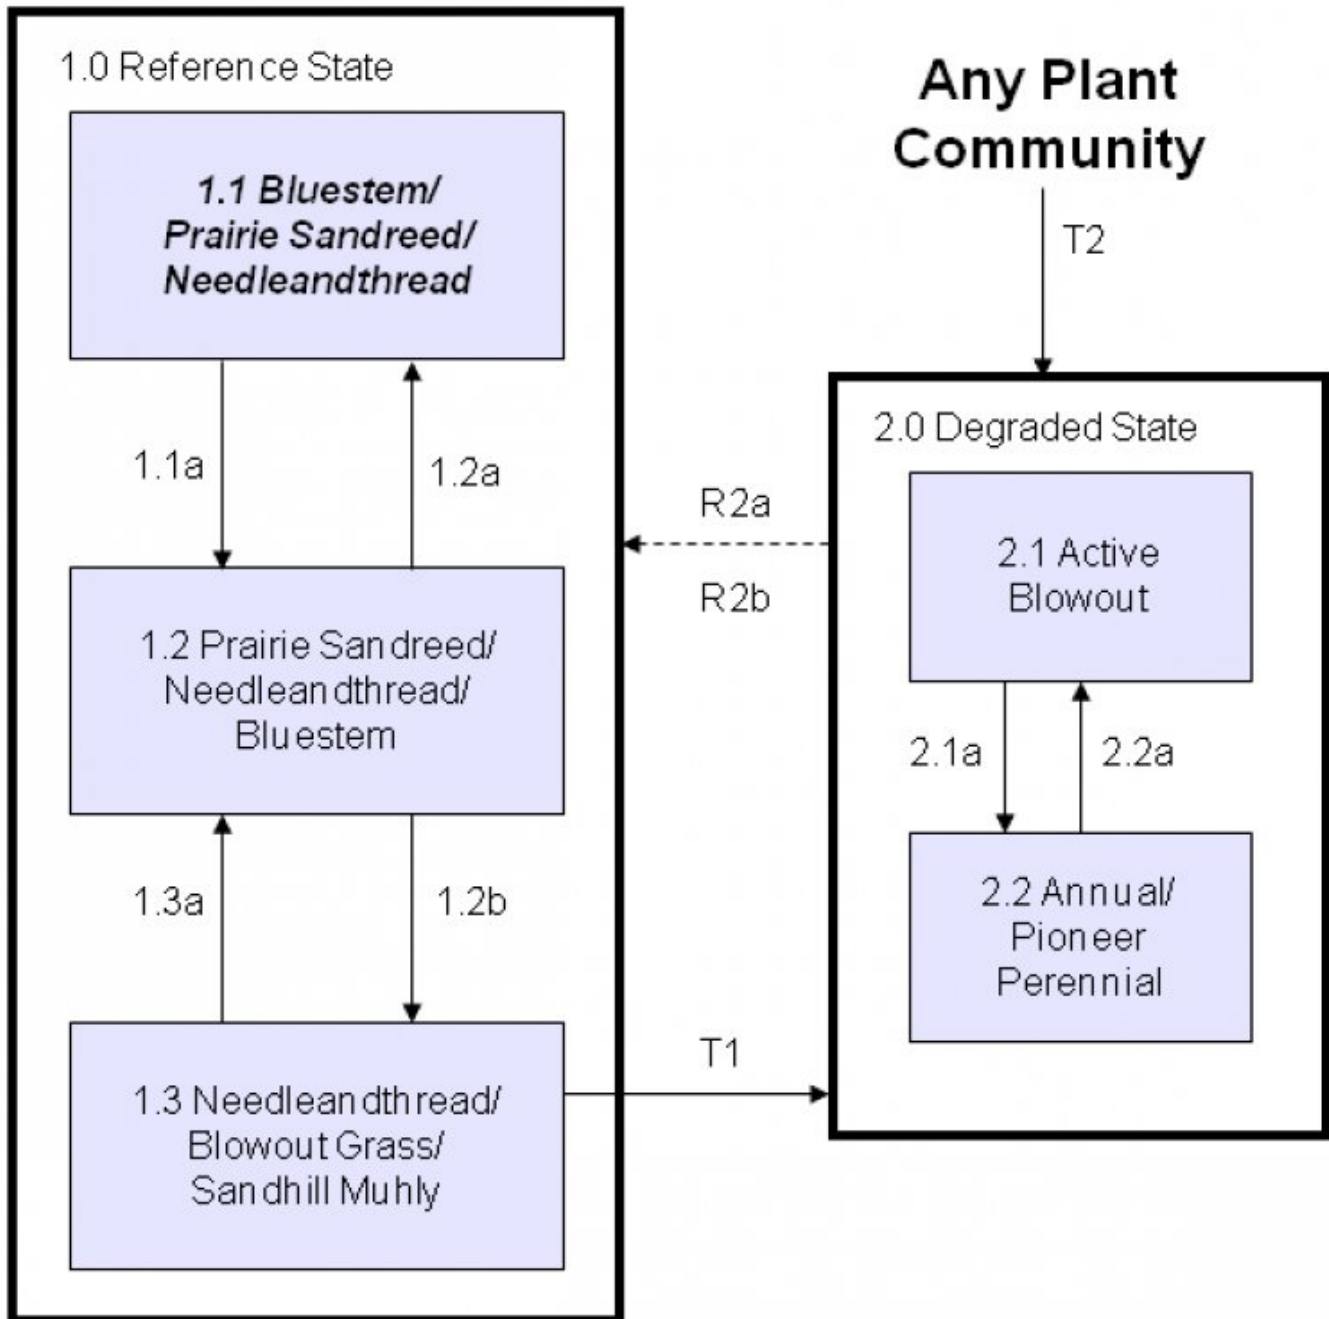 1.0 Reference State
1.1 Bluestem/
Prairie Sandreed/
Needleandthread
1.1a
1.2a
1.2 Prairie Sandreed/
Needleandthread/
Bluestem
1.3a
1.2b
1.3 Needleandthread/
Blowout Grass/
Sandhill Muhly
T1
R2a
R2b
Any Plant
Community
T2
2.0 Degraded State
2.1 Active
Blowout
2.1a
2.2a
2.2 Annual/
Pioneer
Perennial